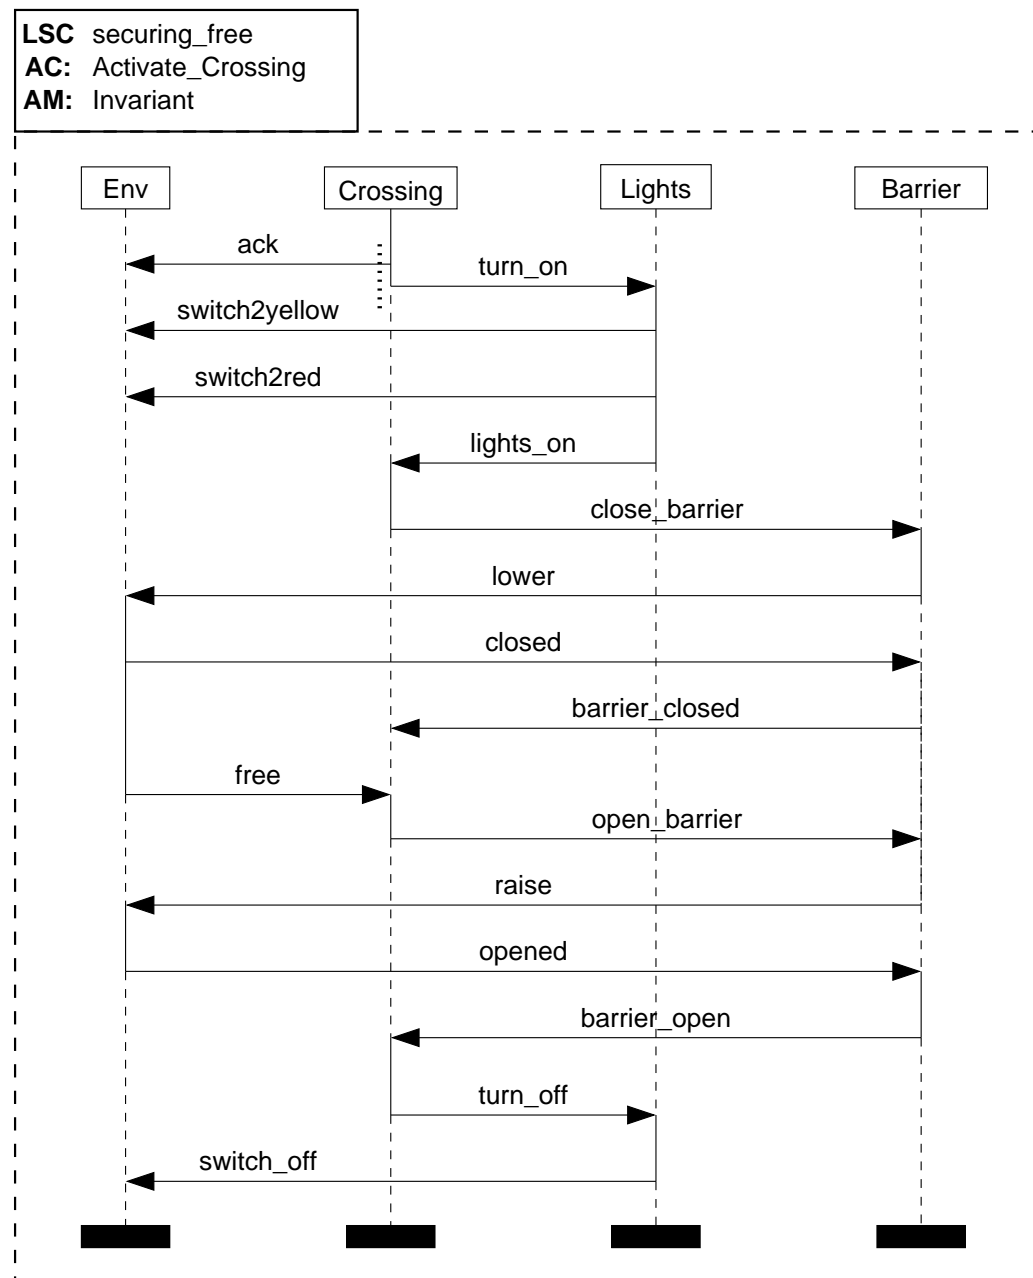 LSC securing_free
AC: Activate_Crossing
AM: Invariant
Env Crossing Lights Barrier
ack
turn_on
switch2yellow
switch2red
lights_on
close_barrier
lower
closed
barrier_closed
free
open_barrier
raise
opened
barrier_open
turn_off
switch_off